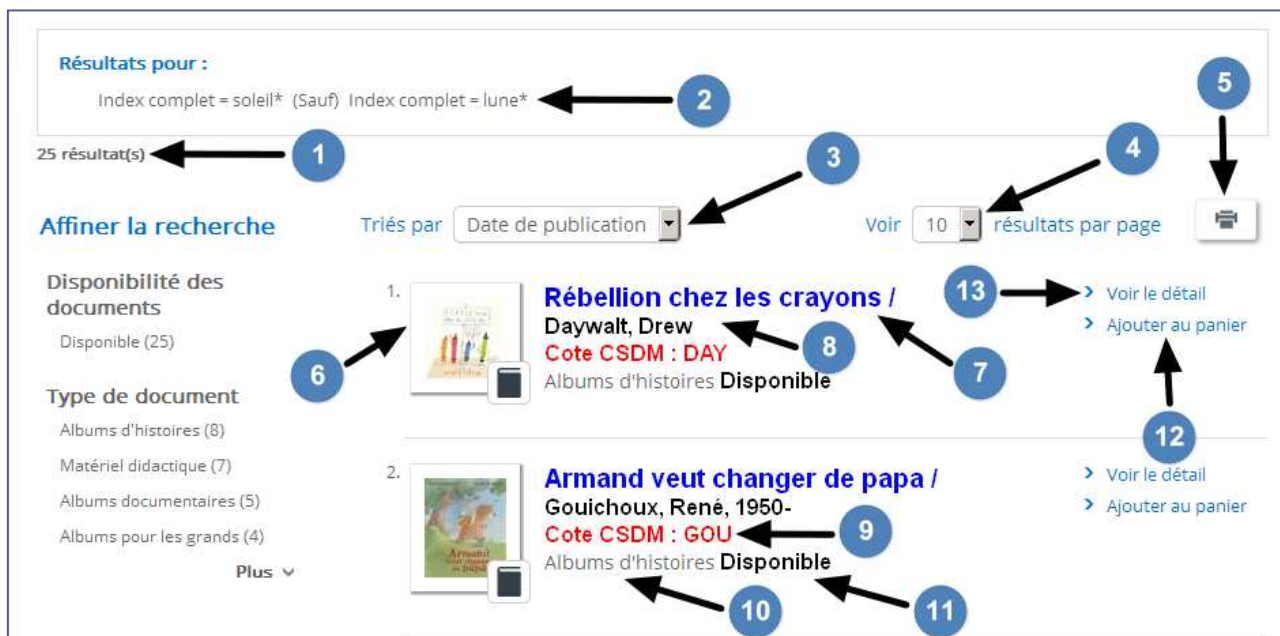 Résultats pour :
Index complet = soleil* (Sauf) Index complet = lune*
2
5
25 résultat(s)
1
3
4
Affiner la recherche
Triés par Date de publication
Voir 10 résultats par page
Disponibilité des documents
Disponible (25)
Type de document
Albums d'histoires (8)
Matériel didactique (7)
Albums documentaires (5)
Albums pour les grands (4)
Plus
6
1.
Rébellion chez les crayons /
Daywalt, Drew
Cote CSDM : DAY
Albums d'histoires Disponible
8
7
13
Voir le détail
Ajouter au panier
12
2.
Armand veut changer de papa /
Gouichoux, René, 1950-
Cote CSDM : GOU
Albums d'histoires Disponible
9
10
11
Voir le détail
Ajouter au panier
Armand
veut changer
de papa